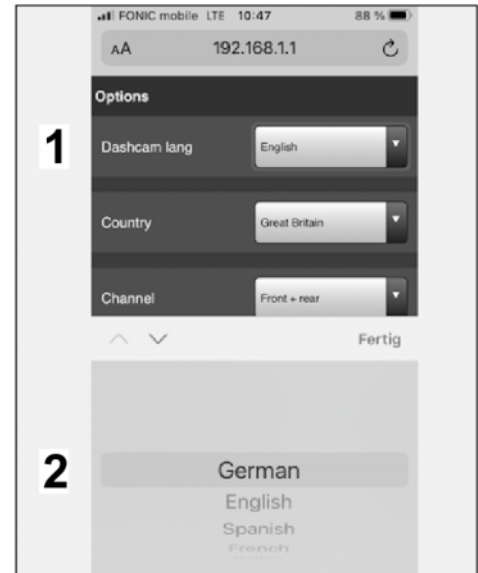 FONIC mobile LTE 10:47 88 %
AA 192.168.1.1
Options
1 Dashcam lang English
Country Great Britain
Channel Front + rear
Fertig
2 German
English
Spanish
French